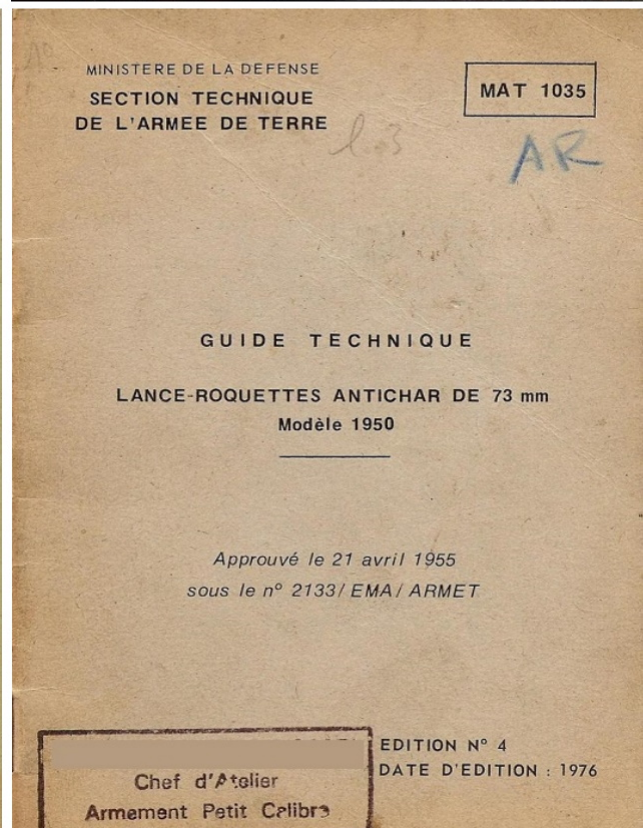 MINISTERE DE LA DEFENSE
SECTION TECHNIQUE
DE L'ARMEE DE TERRE
MAT 1035
AR
GUIDE TECHNIQUE
LANCE-ROQUETTES ANTICHAR DE 73 mm
Modèle 1950
Approuvé le 21 avril 1955
sous le nº 2133/ EMA/ ARMET
EDITION Nº 4
DATE D'EDITION : 1976
Chef d'Atelier
Armement Petit Calibre